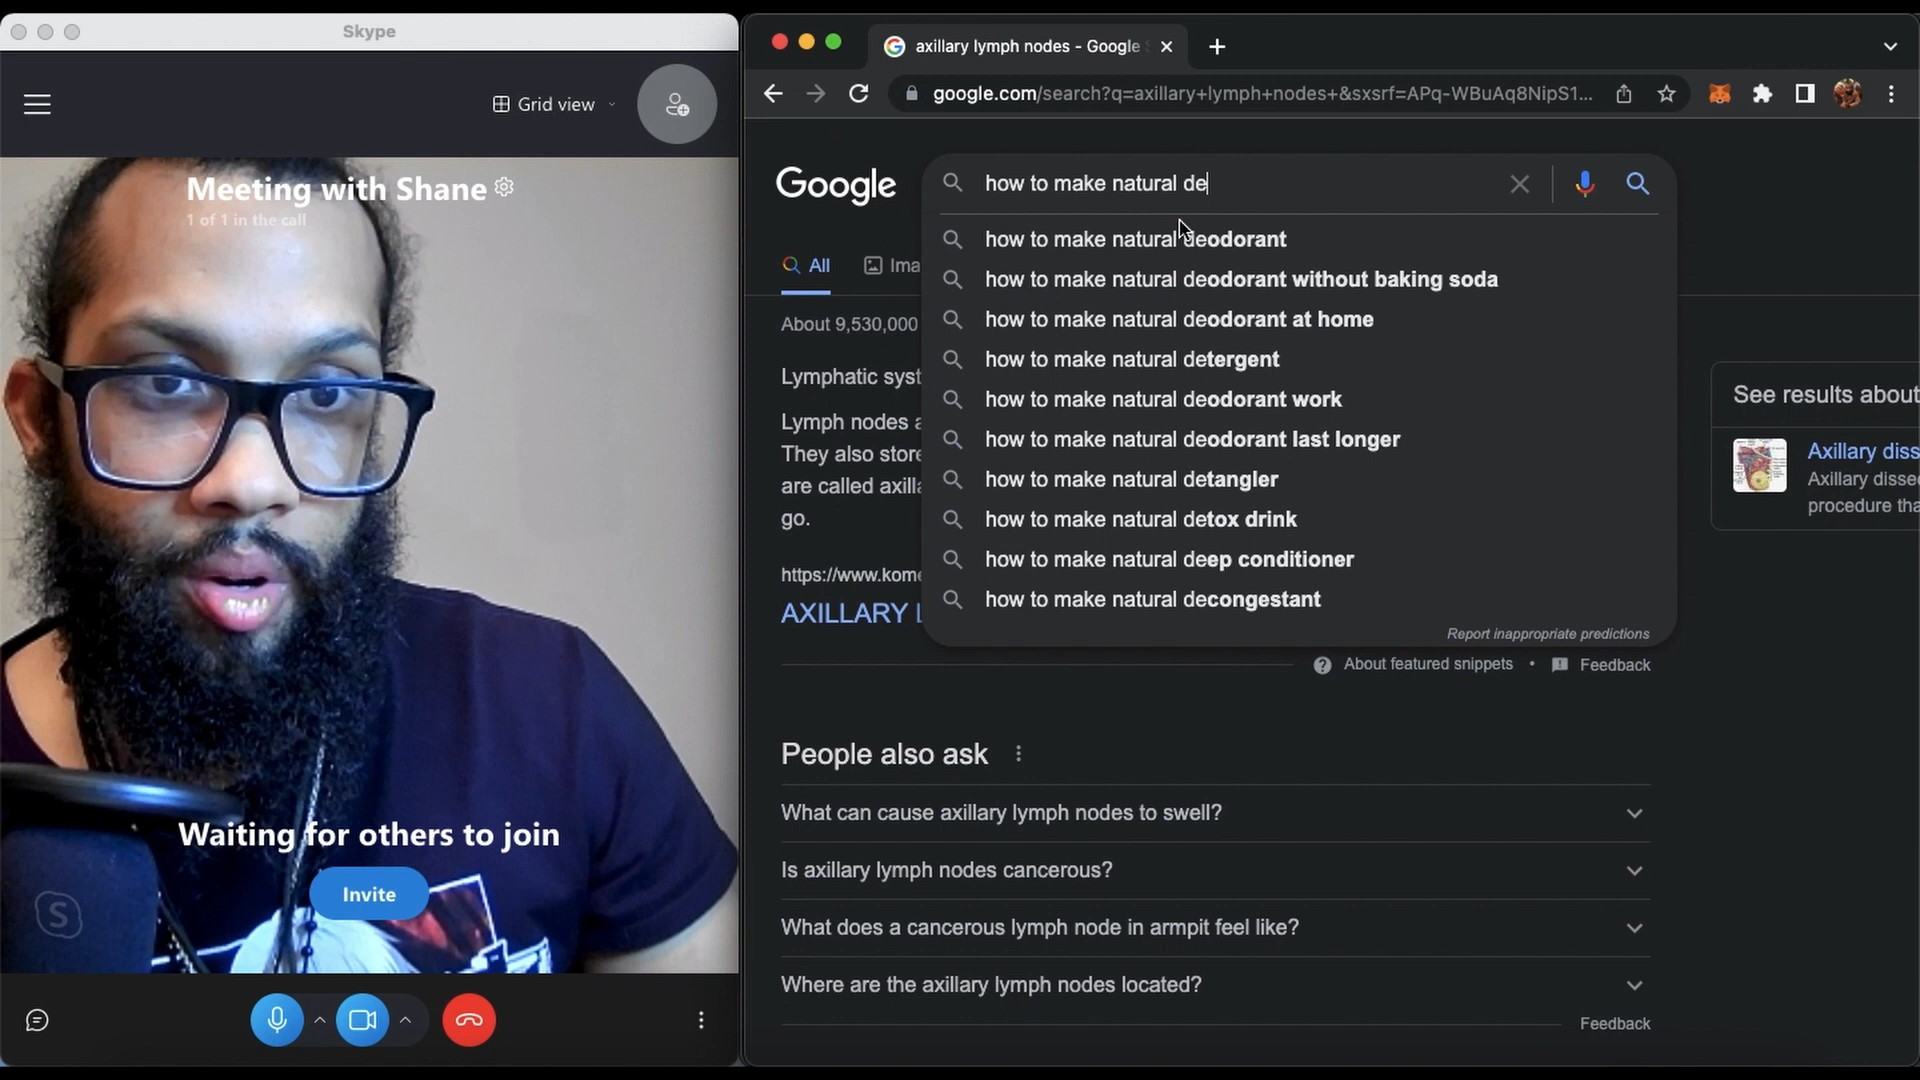 Skype
Grid view
Meeting with Shane
1 of 1 in the call
Waiting for others to join
Invite
axillary lymph nodes - Google
google.com/search?q=axillary+lymph+nodes+&sxsrf=APq-WBuAq8NipS1...
Google
how to make natural de
how to make natural deodorant
how to make natural deodorant without baking soda
how to make natural deodorant at home
how to make natural detergent
how to make natural deodorant work
how to make natural deodorant last longer
how to make natural detangler
how to make natural detox drink
how to make natural deep conditioner
how to make natural decongestant
Report inappropriate predictions
All Ima
About 9,530,000
Lymphatic syst
Lymph nodes a
They also store
are called axilla
go.
https://www.kome
AXILLARY L
About featured snippets • Feedback
See results about
Axillary diss
Axillary disse
procedure tha
People also ask
What can cause axillary lymph nodes to swell?
Is axillary lymph nodes cancerous?
What does a cancerous lymph node in armpit feel like?
Where are the axillary lymph nodes located?
Feedback